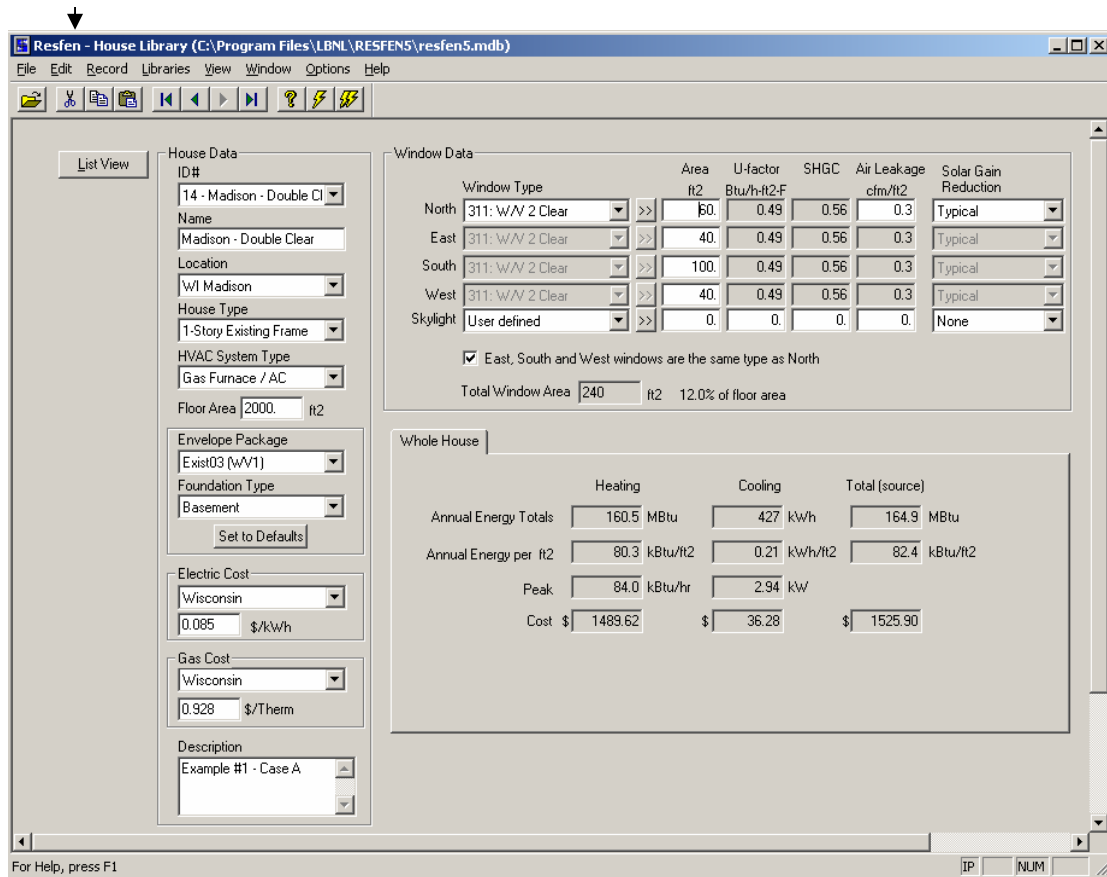 Resfen - House Library (C:\Program Files\LBNL\RESFEN5\resfen5.mdb)
File Edit Record Libraries View Window Options Help
List View
House Data
ID#
14 - Madison - Double Cl
Name
Madison - Double Clear
Location
WI Madison
House Type
1-Story Existing Frame
HVAC System Type
Gas Furnace / AC
Floor Area 2000. ft2
Envelope Package
Exist03 (WV1)
Foundation Type
Basement
Set to Defaults
Electric Cost
Wisconsin
0.085 $/kWh
Gas Cost
Wisconsin
0.928 $/Therm
Description
Example #1 - Case A
Window Data
Window Type Area ft2 U-factor Btu/h-ft2-F SHGC Air Leakage cfm/ft2 Solar Gain Reduction
North 311: W/V 2 Clear >> 60. 0.49 0.56 0.3 Typical
East 311: W/V 2 Clear >> 40. 0.49 0.56 0.3 Typical
South 311: W/V 2 Clear >> 100. 0.49 0.56 0.3 Typical
West 311: W/V 2 Clear >> 40. 0.49 0.56 0.3 Typical
Skylight User defined >> 0. 0. 0. 0. None
East, South and West windows are the same type as North
Total Window Area 240 ft2 12.0% of floor area
Whole House
Heating Cooling Total (source)
Annual Energy Totals 160.5 MBtu 427 kWh 164.9 MBtu
Annual Energy per ft2 80.3 kBtu/ft2 0.21 kWh/ft2 82.4 kBtu/ft2
Peak 84.0 kBtu/hr 2.94 kW
Cost $ 1489.62 $ 36.28 $ 1525.90
For Help, press F1 IP NUM